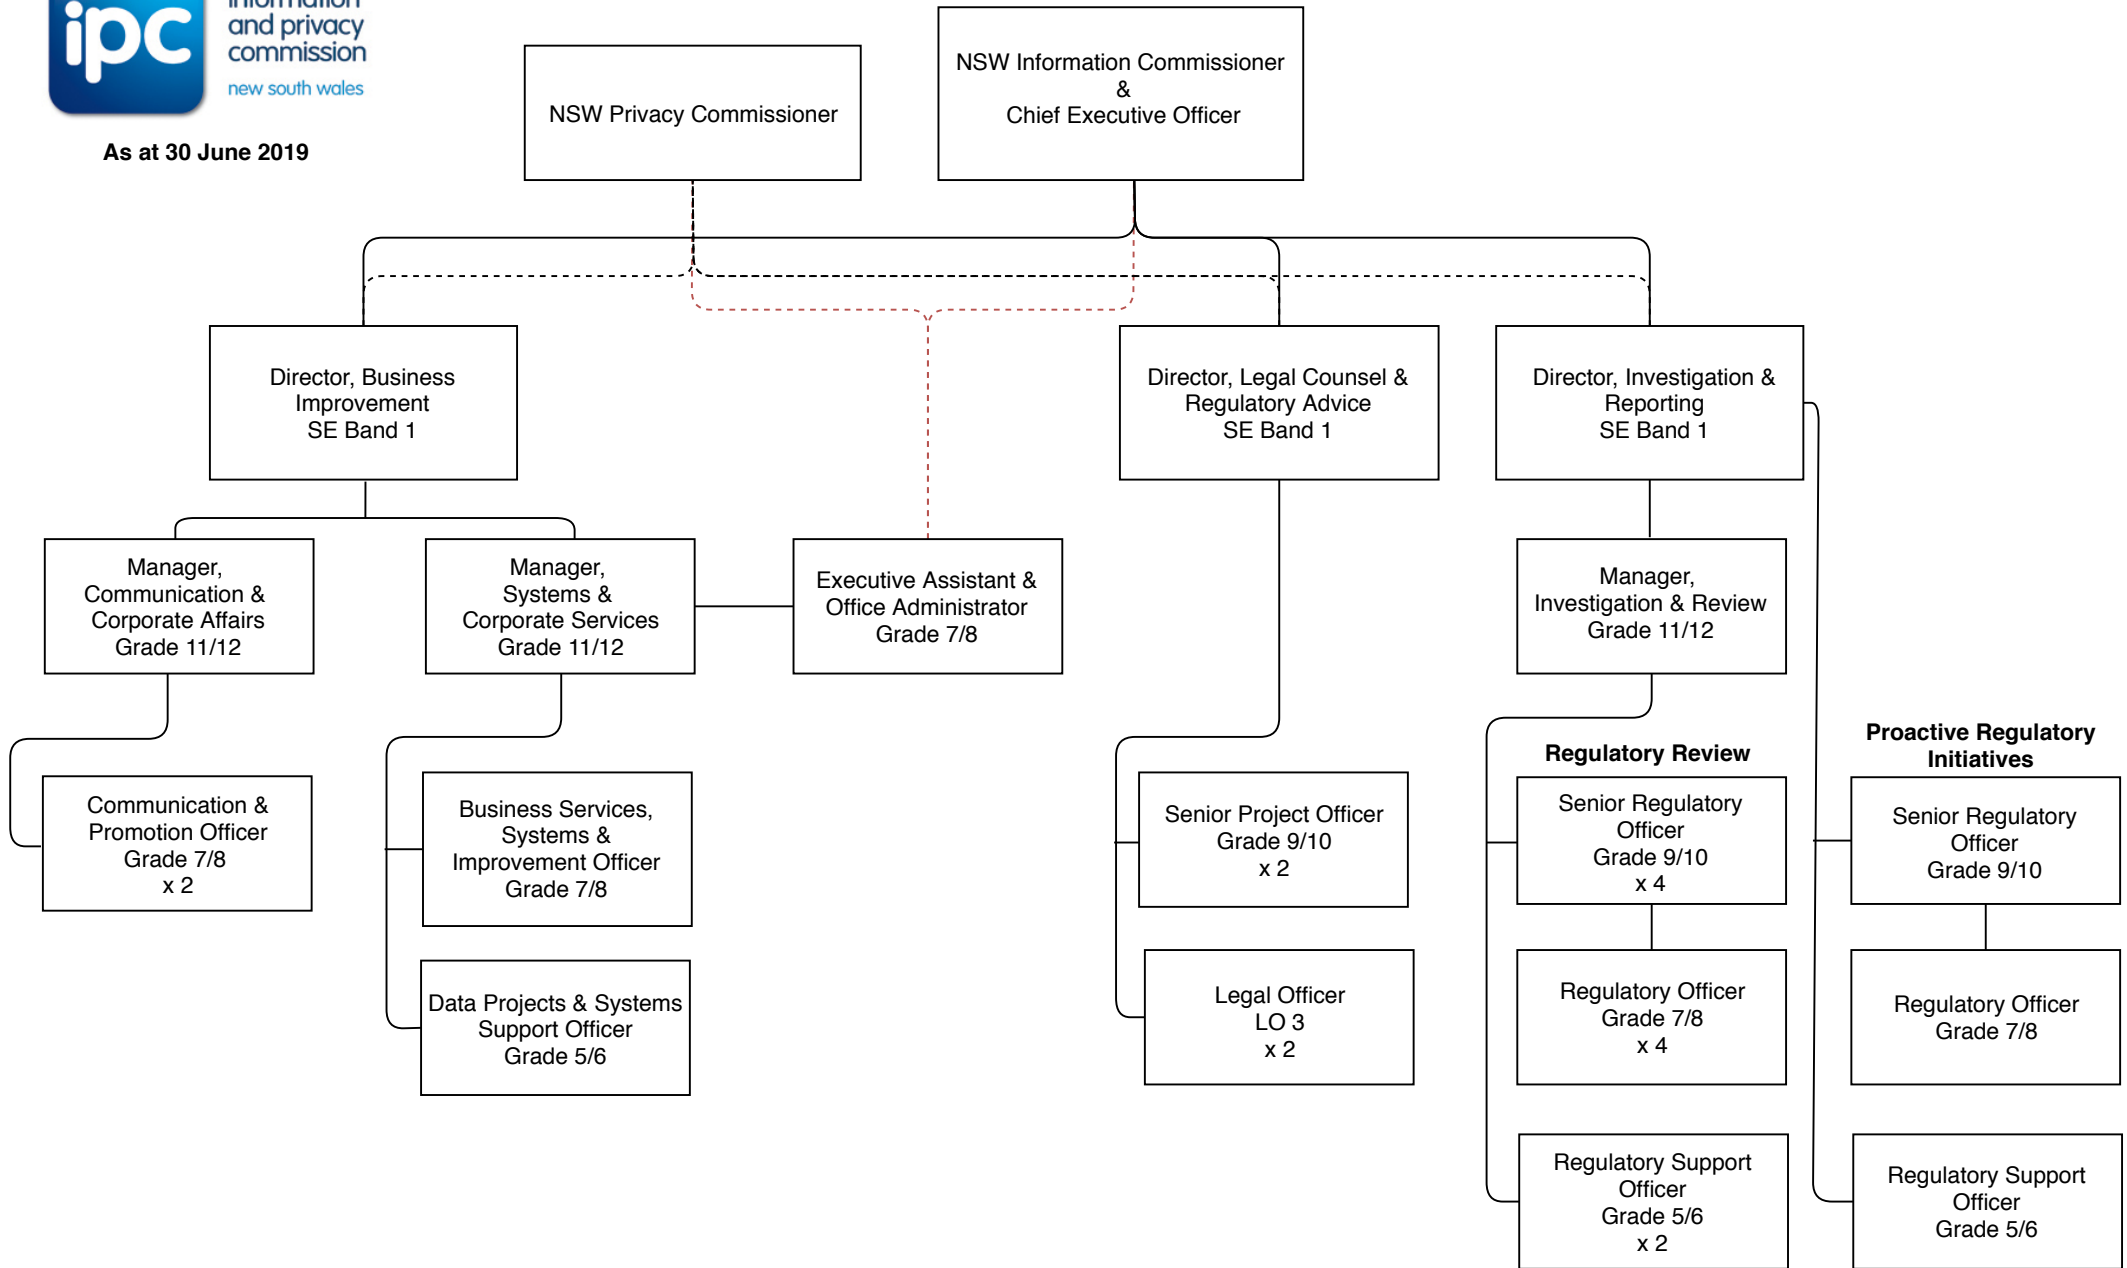 ipc
information
and privacy
commission
new south wales
As at 30 June 2019
NSW Privacy Commissioner
NSW Information Commissioner
&
Chief Executive Officer
Director, Business
Improvement
SE Band 1
Director, Legal Counsel &
Regulatory Advice
SE Band 1
Director, Investigation &
Reporting
SE Band 1
Manager,
Communication &
Corporate Affairs
Grade 11/12
Manager,
Systems &
Corporate Services
Grade 11/12
Executive Assistant &
Office Administrator
Grade 7/8
Manager,
Investigation & Review
Grade 11/12
Communication &
Promotion Officer
Grade 7/8
x 2
Business Services,
Systems &
Improvement Officer
Grade 7/8
Data Projects & Systems
Support Officer
Grade 5/6
Senior Project Officer
Grade 9/10
x 2
Legal Officer
LO 3
x 2
Regulatory Review
Senior Regulatory
Officer
Grade 9/10
x 4
Regulatory Officer
Grade 7/8
x 4
Regulatory Support
Officer
Grade 5/6
x 2
Proactive Regulatory
Initiatives
Senior Regulatory
Officer
Grade 9/10
Regulatory Officer
Grade 7/8
Regulatory Support
Officer
Grade 5/6